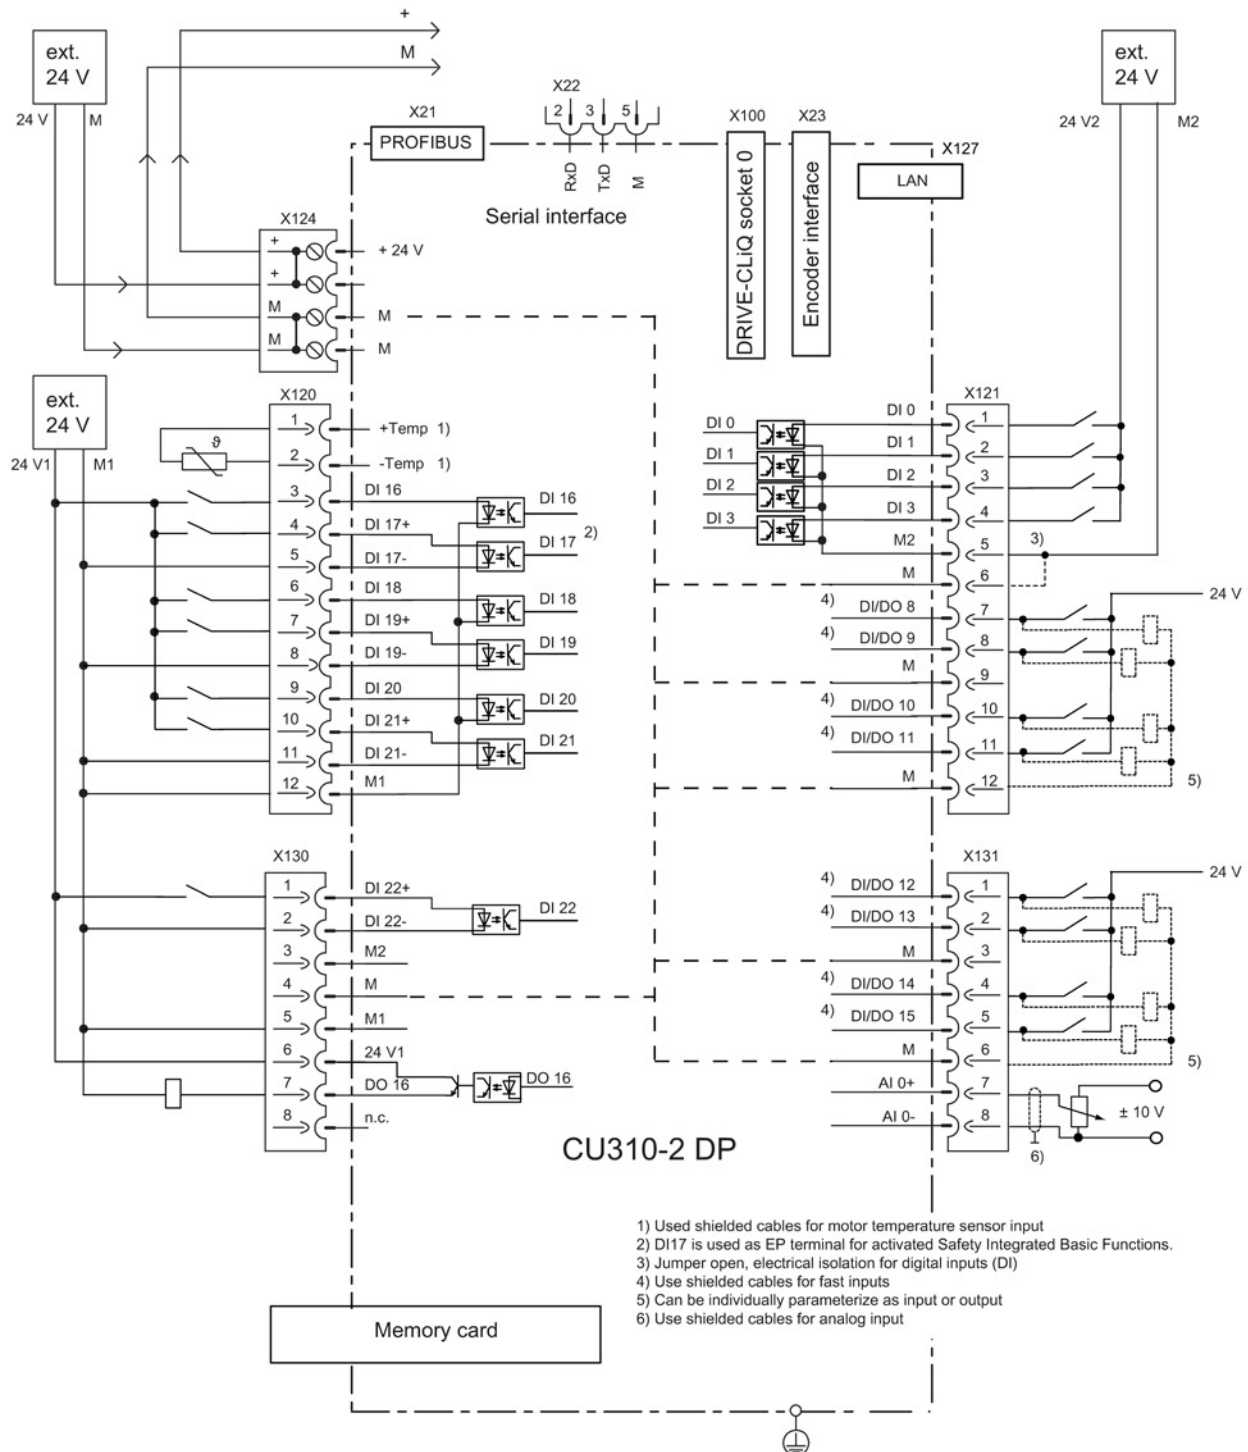 +
M
ext.
24 V
24 V
M
X21
PROFIBUS
X22
2 3 5
RxD
TxD
M
Serial interface
X100
DRIVE-CLiQ socket 0
X23
Encoder interface
X127
LAN
ext.
24 V
24 V2
M2
X124
+
+ 24 V
+
M
M
M
M
ext.
24 V
24 V1
M1
X120
1
+Temp 1)
ϑ
2
-Temp 1)
3
DI 16
DI 16
4
DI 17+
DI 17 2)
5
DI 17-
6
DI 18
DI 18
7
DI 19+
DI 19
8
DI 19-
9
DI 20
DI 20
10
DI 21+
DI 21
11
DI 21-
12
M1
X121
DI 0
DI 0
1
DI 1
DI 1
2
DI 2
DI 2
3
DI 3
DI 3
4
M2
5
3)
M
6
24 V
4)
DI/DO 8
7
4)
DI/DO 9
8
M
9
4)
DI/DO 10
10
4)
DI/DO 11
11
M
12
5)
X130
1
DI 22+
DI 22
2
DI 22-
3
M2
4
M
5
M1
6
24 V1
7
DO 16
DO 16
8
n.c.
X131
24 V
4)
DI/DO 12
1
4)
DI/DO 13
2
M
3
4)
DI/DO 14
4
4)
DI/DO 15
5
M
6
5)
AI 0+
7
± 10 V
AI 0-
8
6)
CU310-2 DP
1) Used shielded cables for motor temperature sensor input
2) DI17 is used as EP terminal for activated Safety Integrated Basic Functions.
3) Jumper open, electrical isolation for digital inputs (DI)
4) Use shielded cables for fast inputs
5) Can be individually parameterize as input or output
6) Use shielded cables for analog input
Memory card